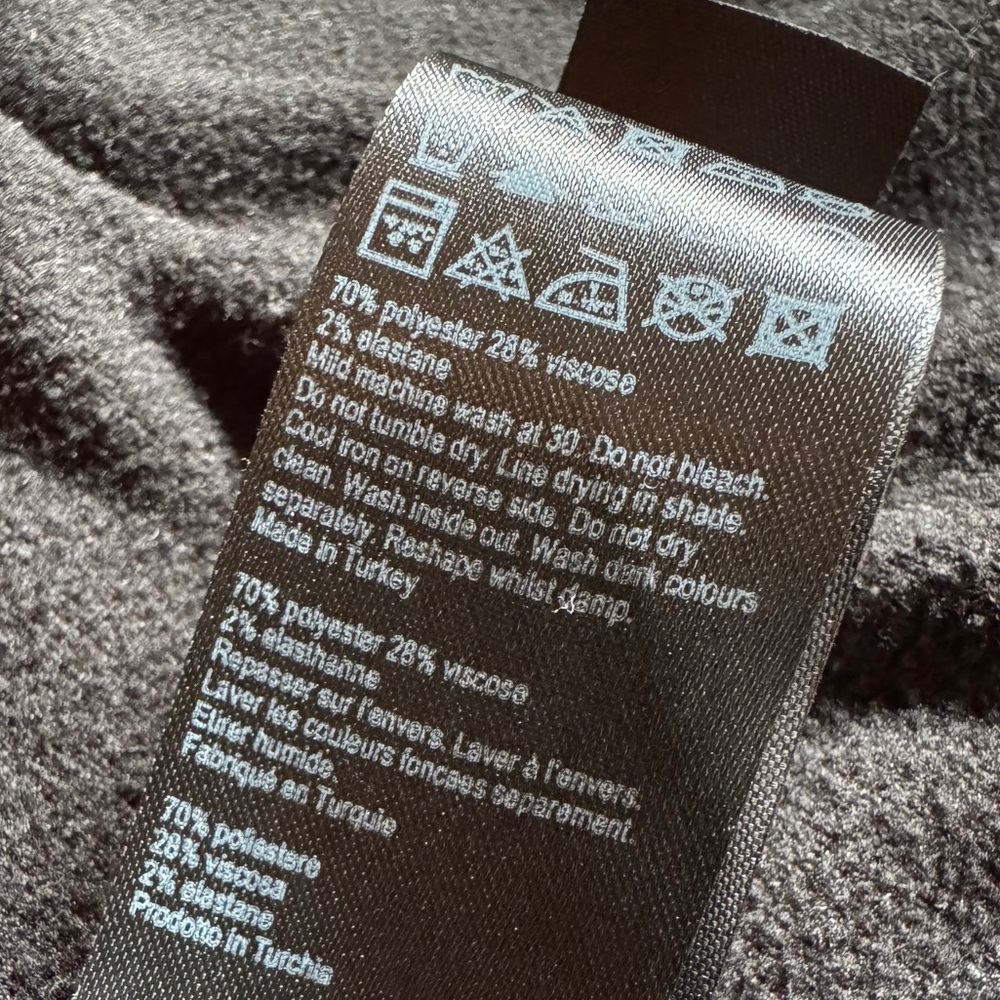 70% polyester 28% viscose
2% elastane
Mild machine wash at 30. Do not bleach.
Do not tumble dry. Line drying in shade.
Cool iron on reverse side. Do not dry
clean. Wash inside out. Wash dark colours
separately. Reshape whilst damp.
Made in Turkey
70% polyester 28% viscose
2% elasthanne
Repasser sur l'envers. Laver à l'envers.
Laver les couleurs foncees separement.
Etirer humide.
Fabriqué en Turquie
70% poliestere
28% viscosa
2% elastane
Prodotto in Turchia